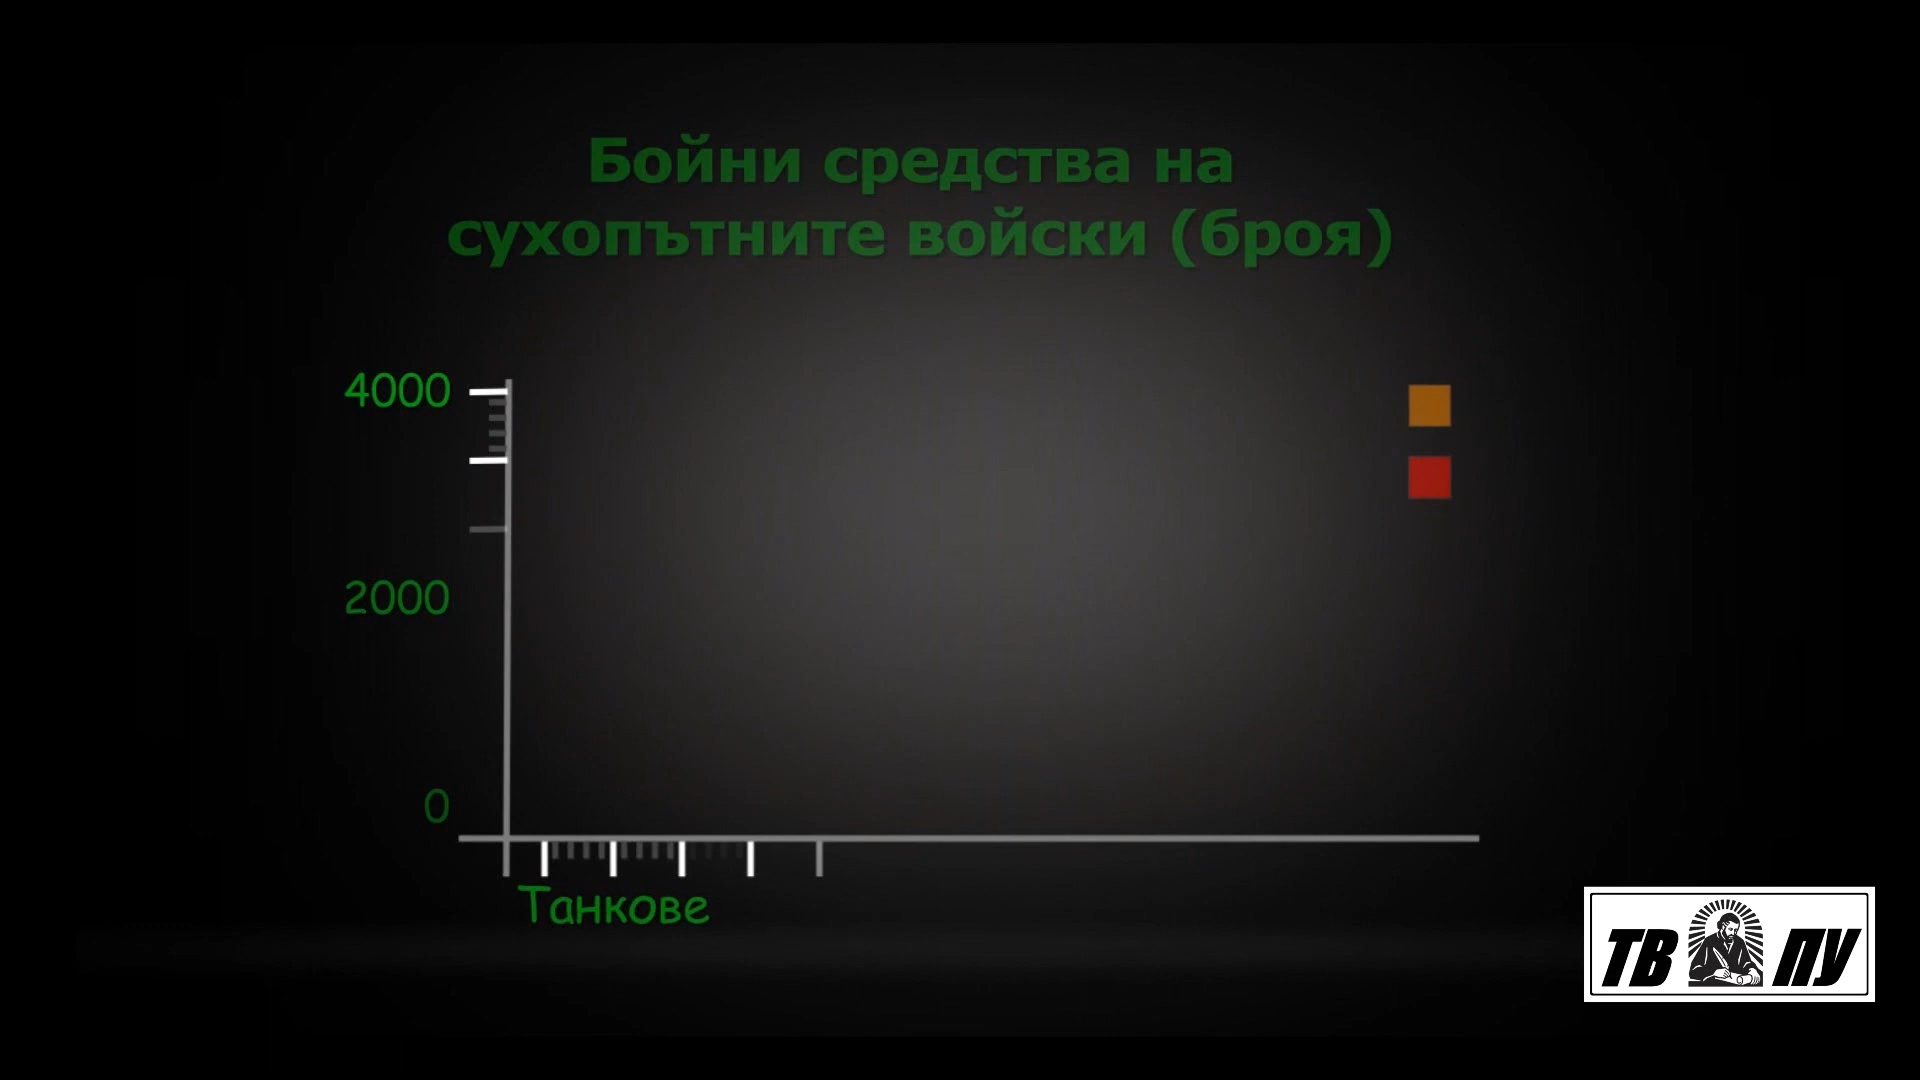 Бойни средства на
сухопътните войски (броя)
4000
2000
0
Танкове
ТВ ПУ